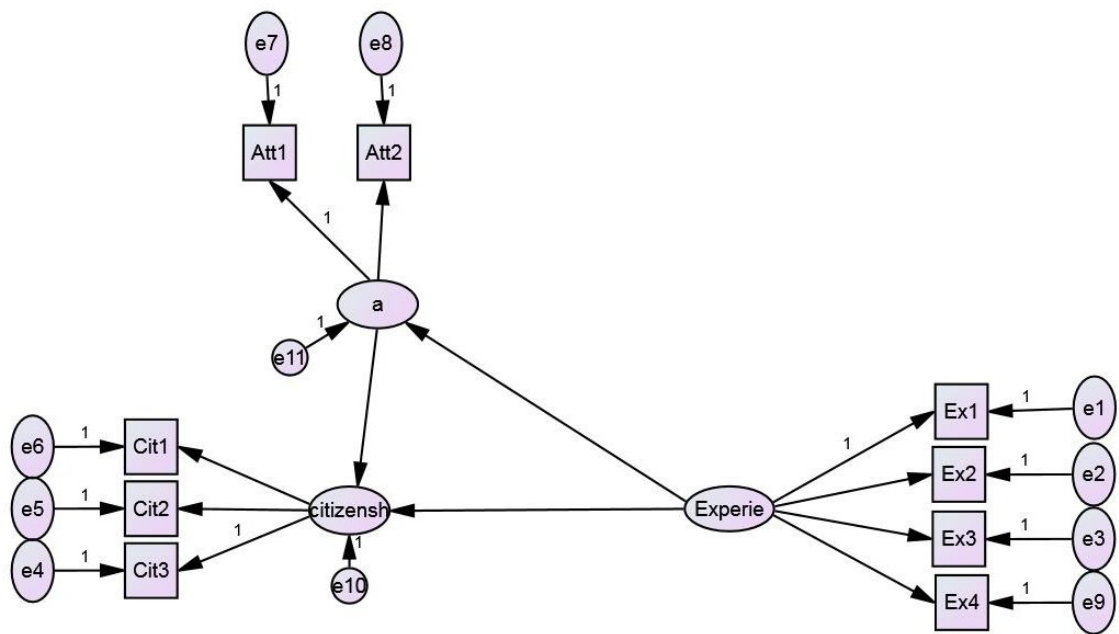 e7
e8
1
1
Att1
Att2
1
a
1
e11
Ex1
1
e1
1
e6
1
Cit1
Ex2
1
e2
e5
1
Cit2
citizensh
Experie
1
Ex3
1
e3
e4
1
Cit3
1
e10
Ex4
1
e9